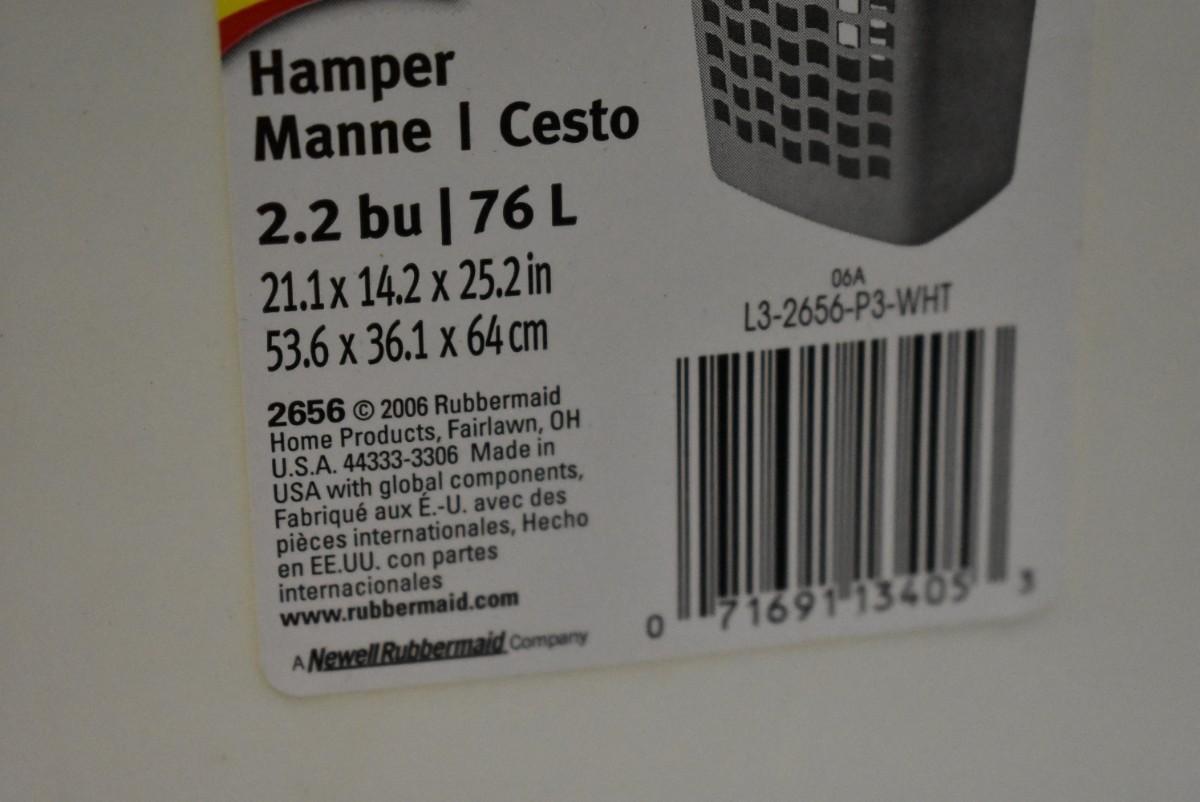 Hamper
Manne | Cesto
2.2 bu | 76 L
21.1 x 14.2 x 25.2 in
53.6 x 36.1 x 64 cm
2656 © 2006 Rubbermaid
Home Products, Fairlawn, OH
U.S.A. 44333-3306 Made in
USA with global components,
Fabriqué aux É.-U. avec des
pièces internationales, Hecho
en EE.UU. con partes
internacionales
www.rubbermaid.com
A Newell Rubbermaid Company
06A
L3-2656-P3-WHT
0 71691 13405 3